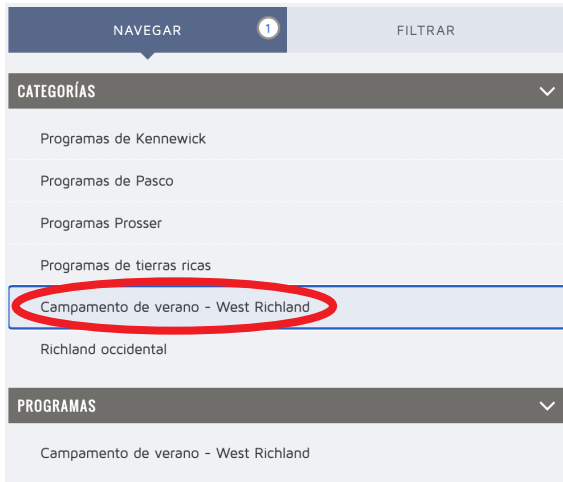 NAVEGAR 1 FILTRAR
CATEGORÍAS
Programas de Kennewick
Programas de Pasco
Programas Prosser
Programas de tierras ricas
Campamento de verano - West Richland
Richland occidental
PROGRAMAS
Campamento de verano - West Richland